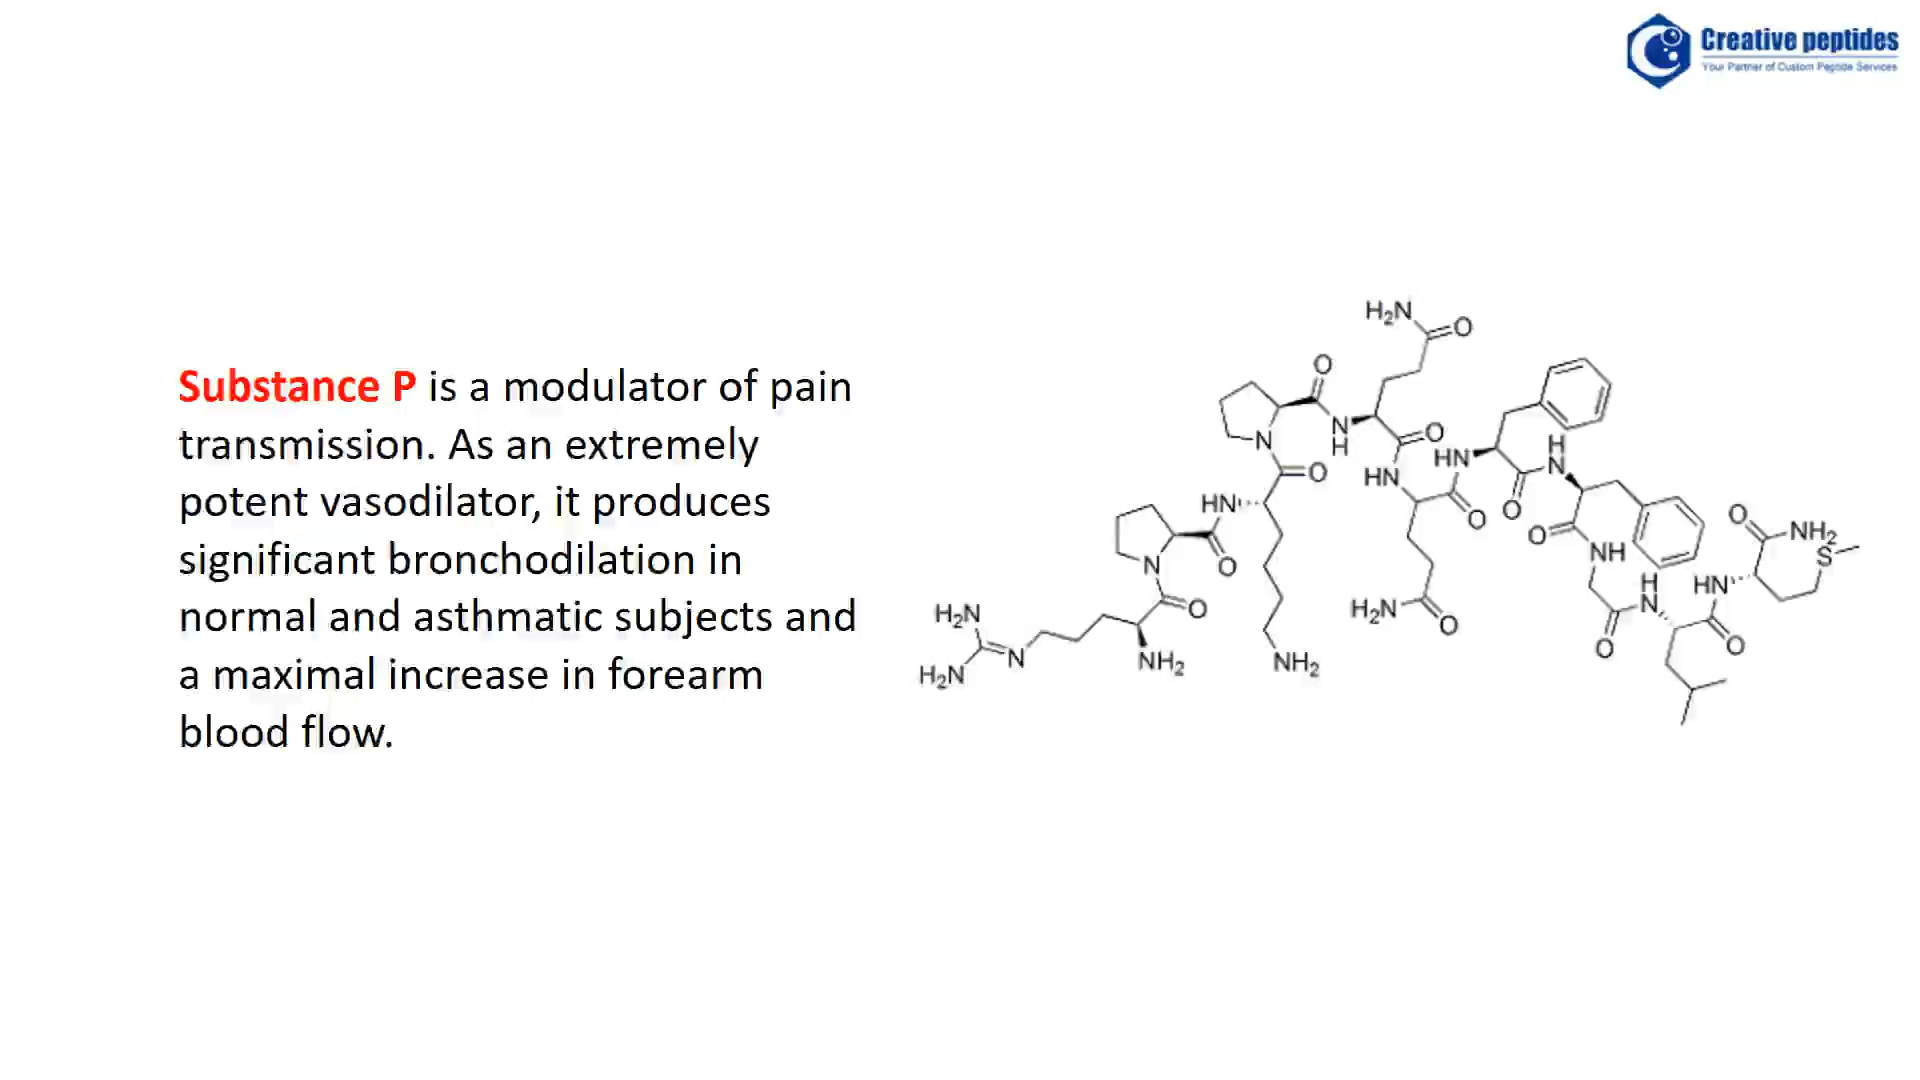 Creative peptides
Your Partner of Custom Peptide Services
Substance P is a modulator of pain
transmission. As an extremely
potent vasodilator, it produces
significant bronchodilation in
normal and asthmatic subjects and
a maximal increase in forearm
blood flow.
H₂N
O
O
N
H
O
HN
H
N
N
O
HN
O
HN
O
O
O
NH₂
N
O
O
NH
S
H
N
HN
H₂N
O
H₂N
O
O
O
H₂N
N
NH₂
NH₂